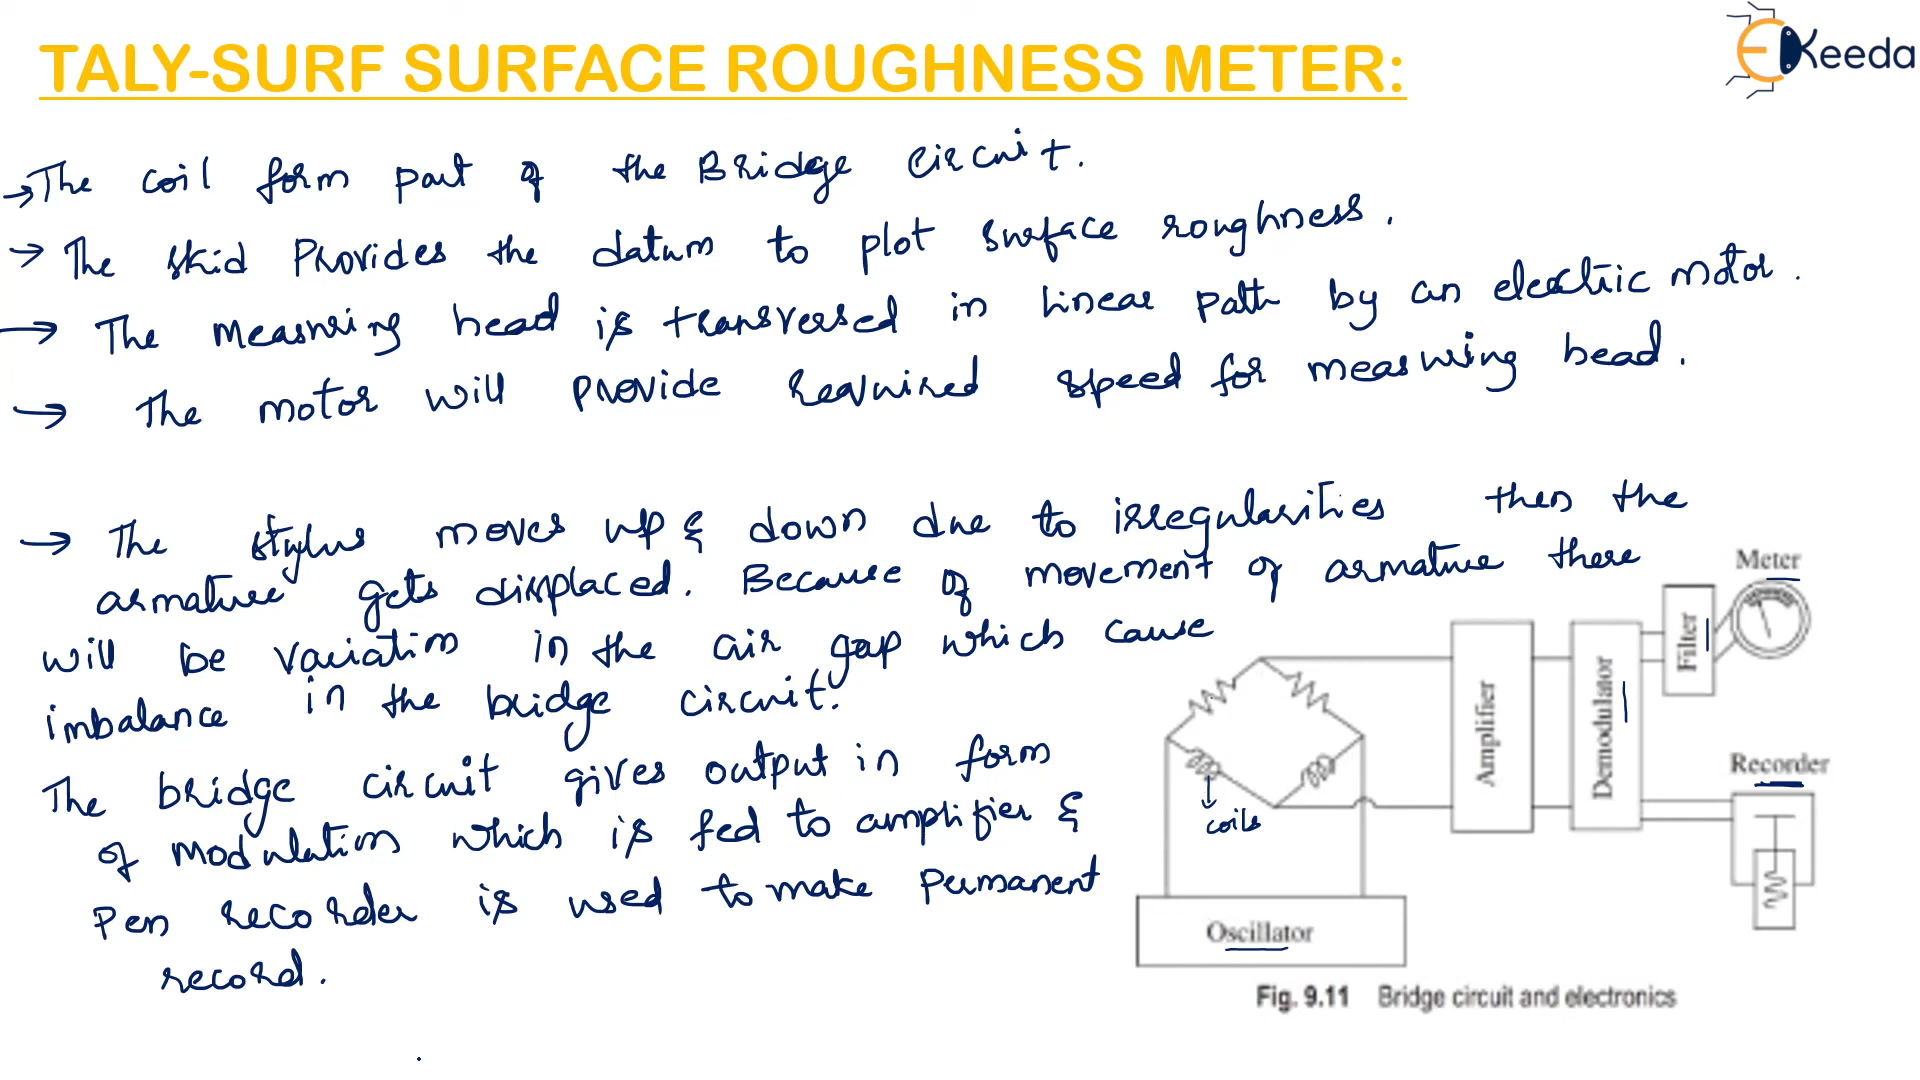 TALY-SURF SURFACE ROUGHNESS METER:
EKeeda
→ The coil form part of the Bridge circuit.
→ The skid Provides the datum to plot surface roughness.
→ The measuring head is transversed in linear path by an electric motor.
→ The motor will provide required speed for measuring head.
→ The stylus moves up & down due to irregularities then the
armature gets displaced. Because of movement of armature there
will be variation in the air gap which cause
imbalance in the bridge circuit.
The bridge circuit gives output in form
of modulation which is fed to amplifier &
Pen recorder is used to make permanent
record.
Meter
Filter
Amplifier
Demodulator
Recorder
coils
Oscillator
Fig. 9.11 Bridge circuit and electronics